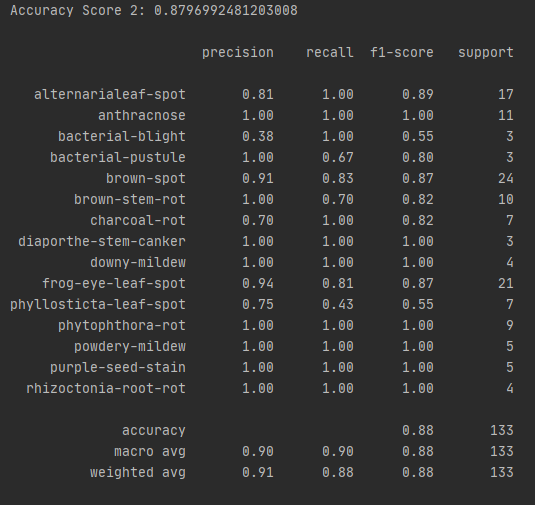 Accuracy Score 2: 0.8796992481203008
precision recall f1-score support
alternarialeaf-spot 0.81 1.00 0.89 17
anthracnose 1.00 1.00 1.00 11
bacterial-blight 0.38 1.00 0.55 3
bacterial-pustule 1.00 0.67 0.80 3
brown-spot 0.91 0.83 0.87 24
brown-stem-rot 1.00 0.70 0.82 10
charcoal-rot 0.70 1.00 0.82 7
diaporthe-stem-canker 1.00 1.00 1.00 3
downy-mildew 1.00 1.00 1.00 4
frog-eye-leaf-spot 0.94 0.81 0.87 21
phyllosticta-leaf-spot 0.75 0.43 0.55 7
phytophthora-rot 1.00 1.00 1.00 9
powdery-mildew 1.00 1.00 1.00 5
purple-seed-stain 1.00 1.00 1.00 5
rhizoctonia-root-rot 1.00 1.00 1.00 4
accuracy 0.88 133
macro avg 0.90 0.90 0.88 133
weighted avg 0.91 0.88 0.88 133